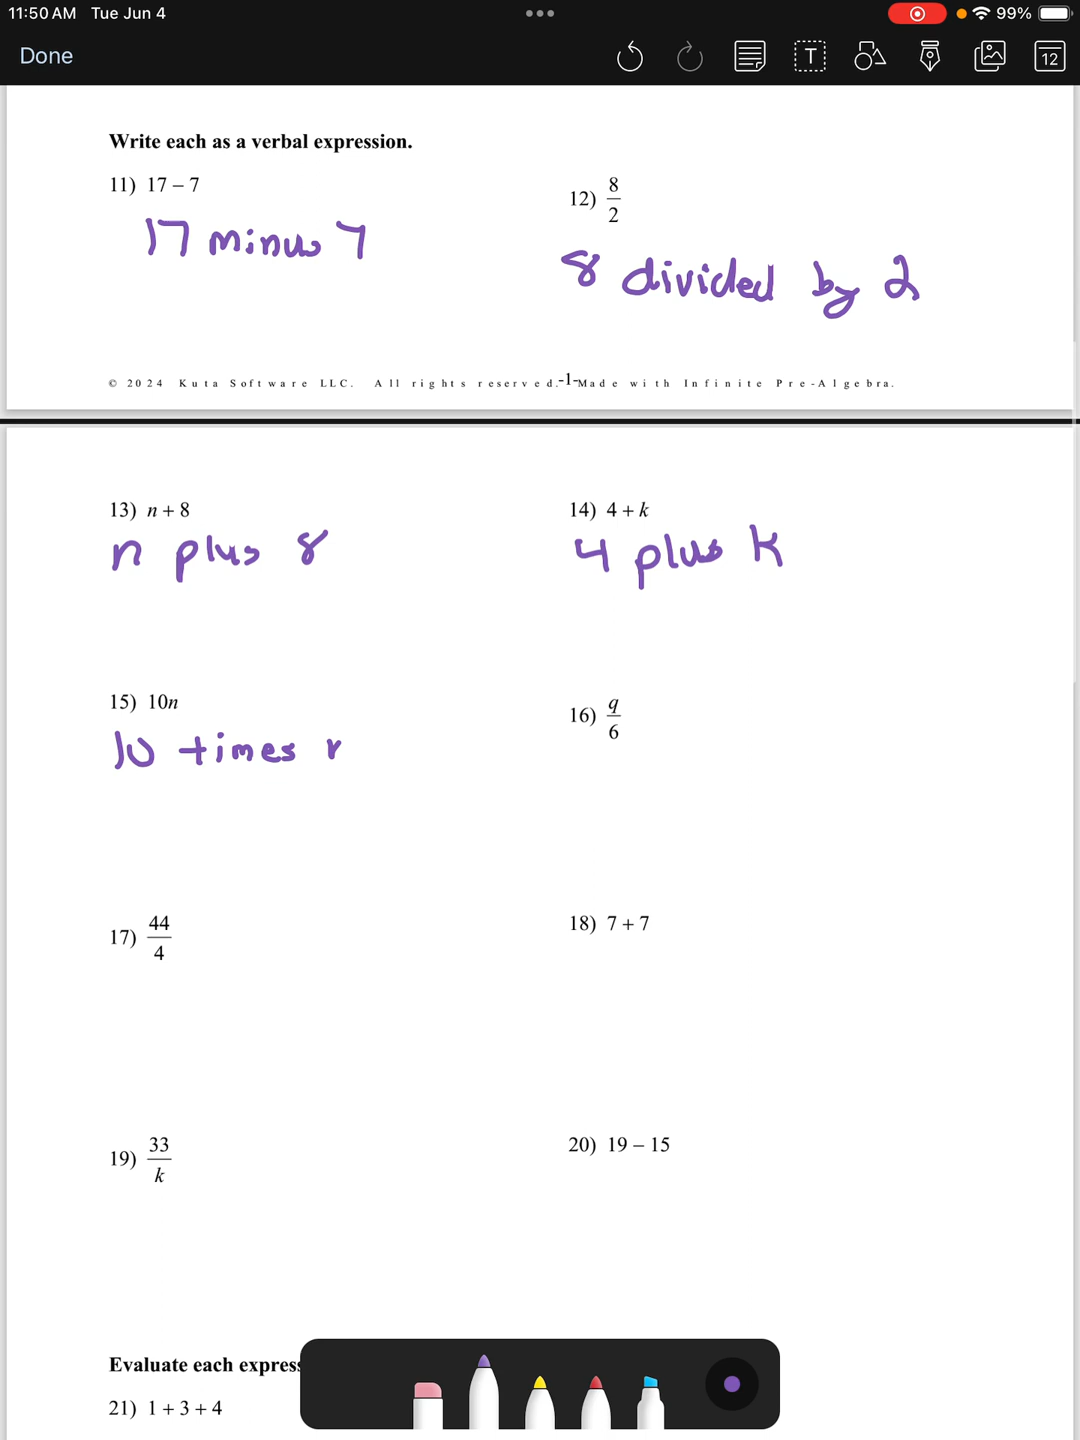 11:50 AM Tue Jun 4
99%
Done
T
12
Write each as a verbal expression.
11) 17 – 7
12) 8/2
17 minus 7
8 divided by 2
© 2024 Kuta Software LLC. All rights reserved. -1- Made with Infinite Pre-Algebra.
13) n + 8
14) 4 + k
n plus 8
4 plus k
15) 10n
16) q/6
10 times
17) 44/4
18) 7 + 7
19) 33/k
20) 19 – 15
Evaluate each
21) 1 + 3 + 4